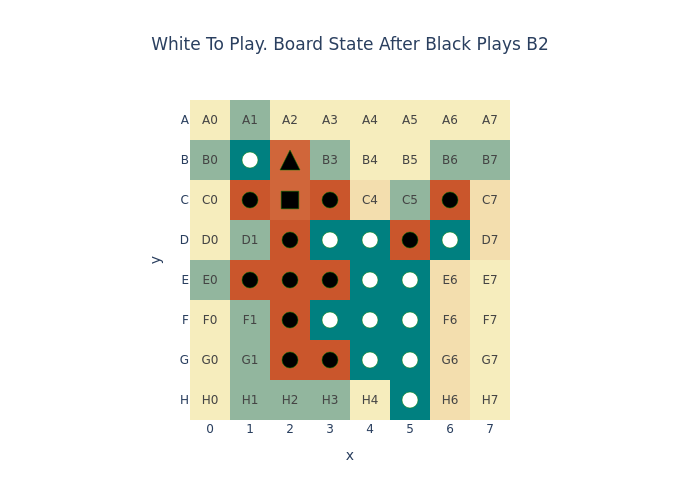 White To Play. Board State After Black Plays B2
A A0 A1 A2 A3 A4 A5 A6 A7
B B0 B3 B4 B5 B6 B7
C C0 C4 C5 C7
D D0 D1 D7
E E0 E6 E7
F F0 F1 F6 F7
G G0 G1 G6 G7
H H0 H1 H2 H3 H4 H6 H7
0 1 2 3 4 5 6 7
x
y